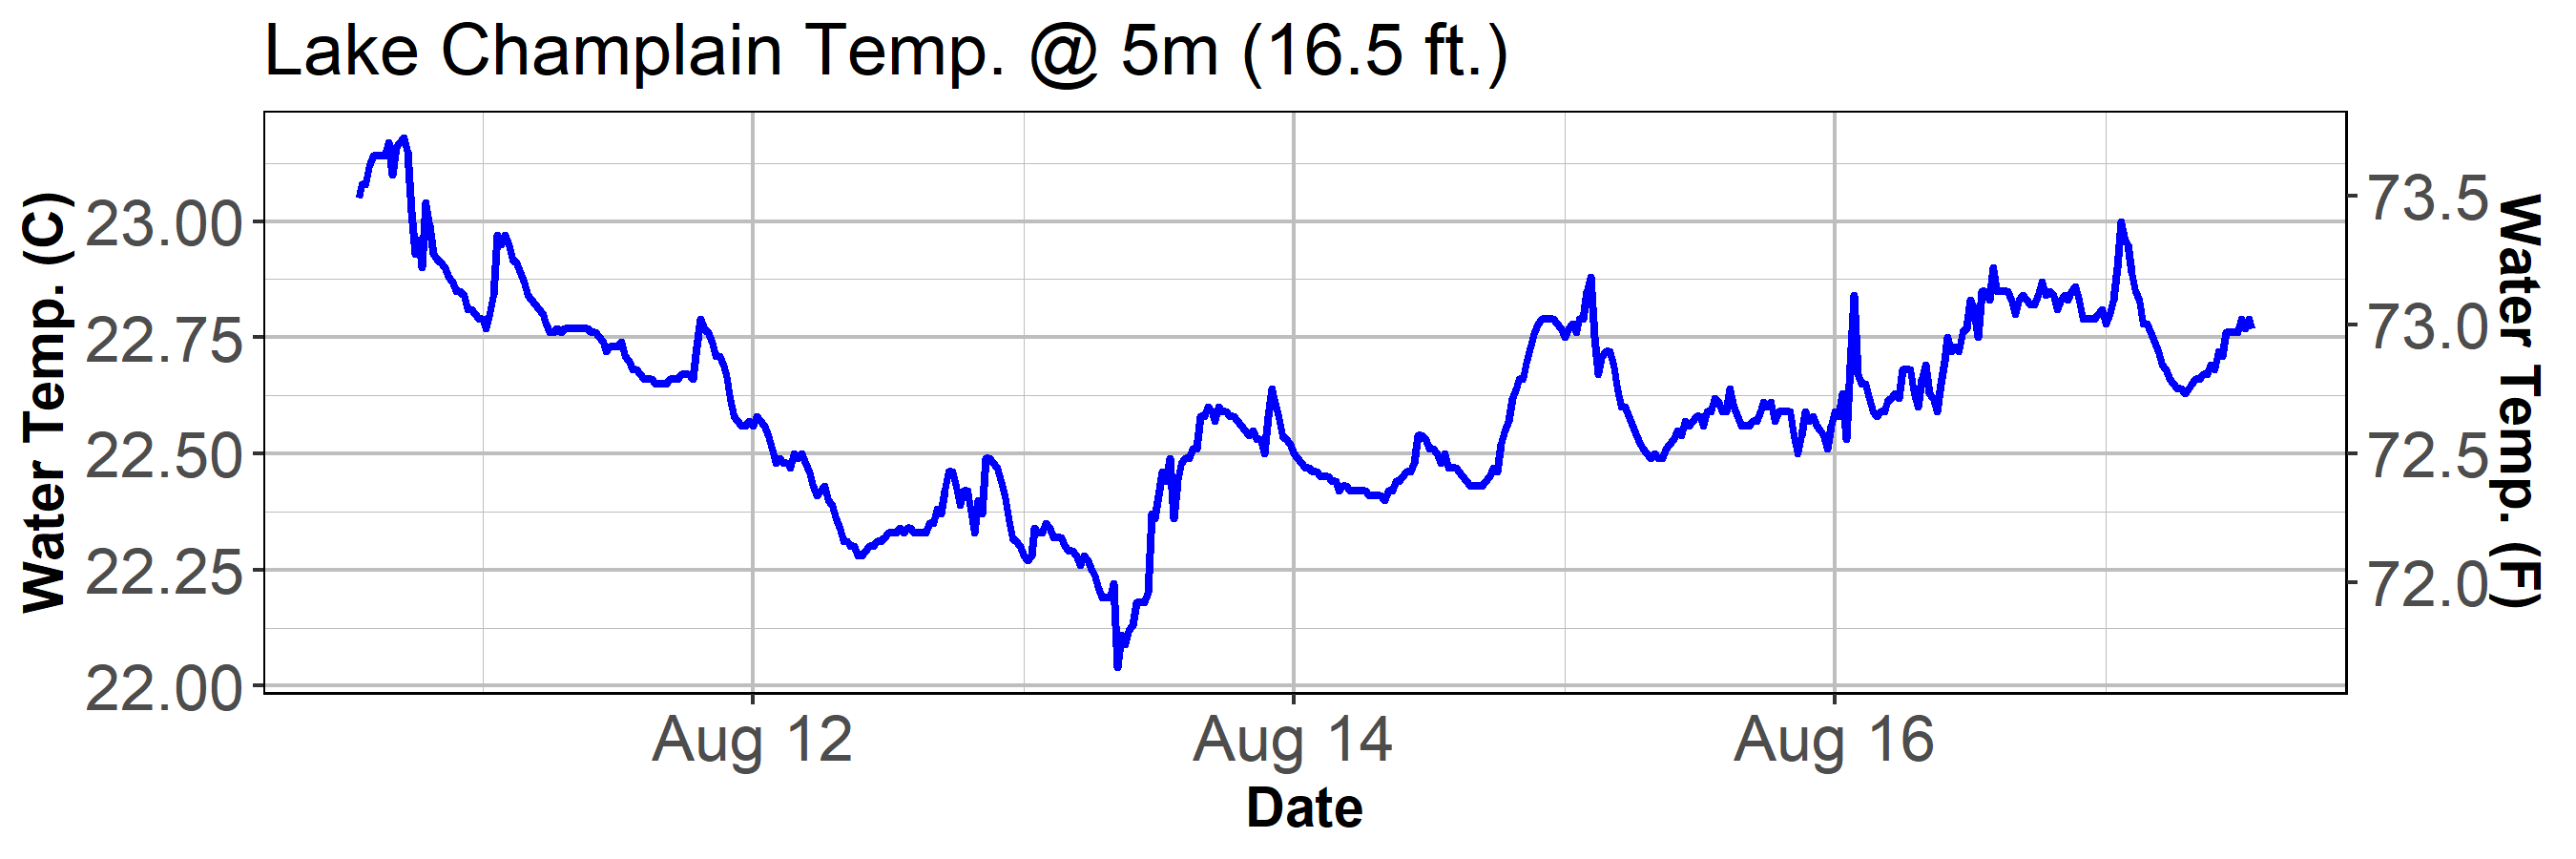 Lake Champlain Temp. @ 5m (16.5 ft.)
Water Temp. (C)
23.00
22.75
22.50
22.25
22.00
73.5
73.0
72.5
72.0
Water Temp. (F)
Aug 12 Aug 14 Aug 16
Date